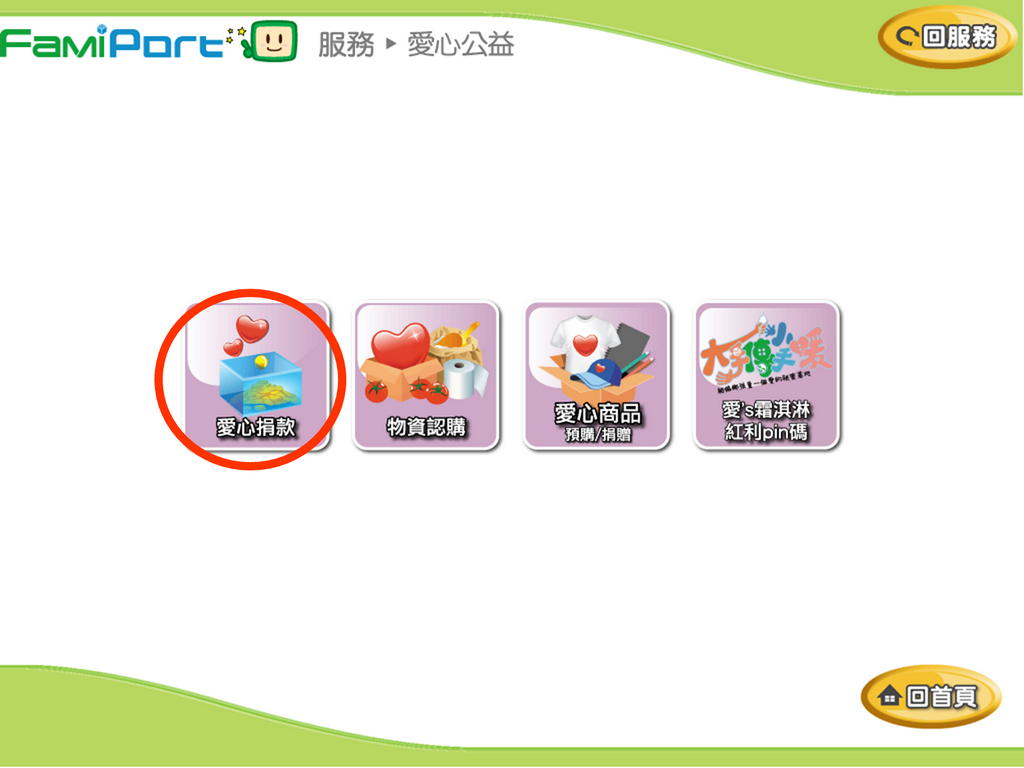 FamiPort 服務 ▸ 愛心公益
回服務
愛心捐款
物資認購
愛心商品
預購/捐贈
大手傳小手暖
愛's霜淇淋
紅利pin碼
回首頁